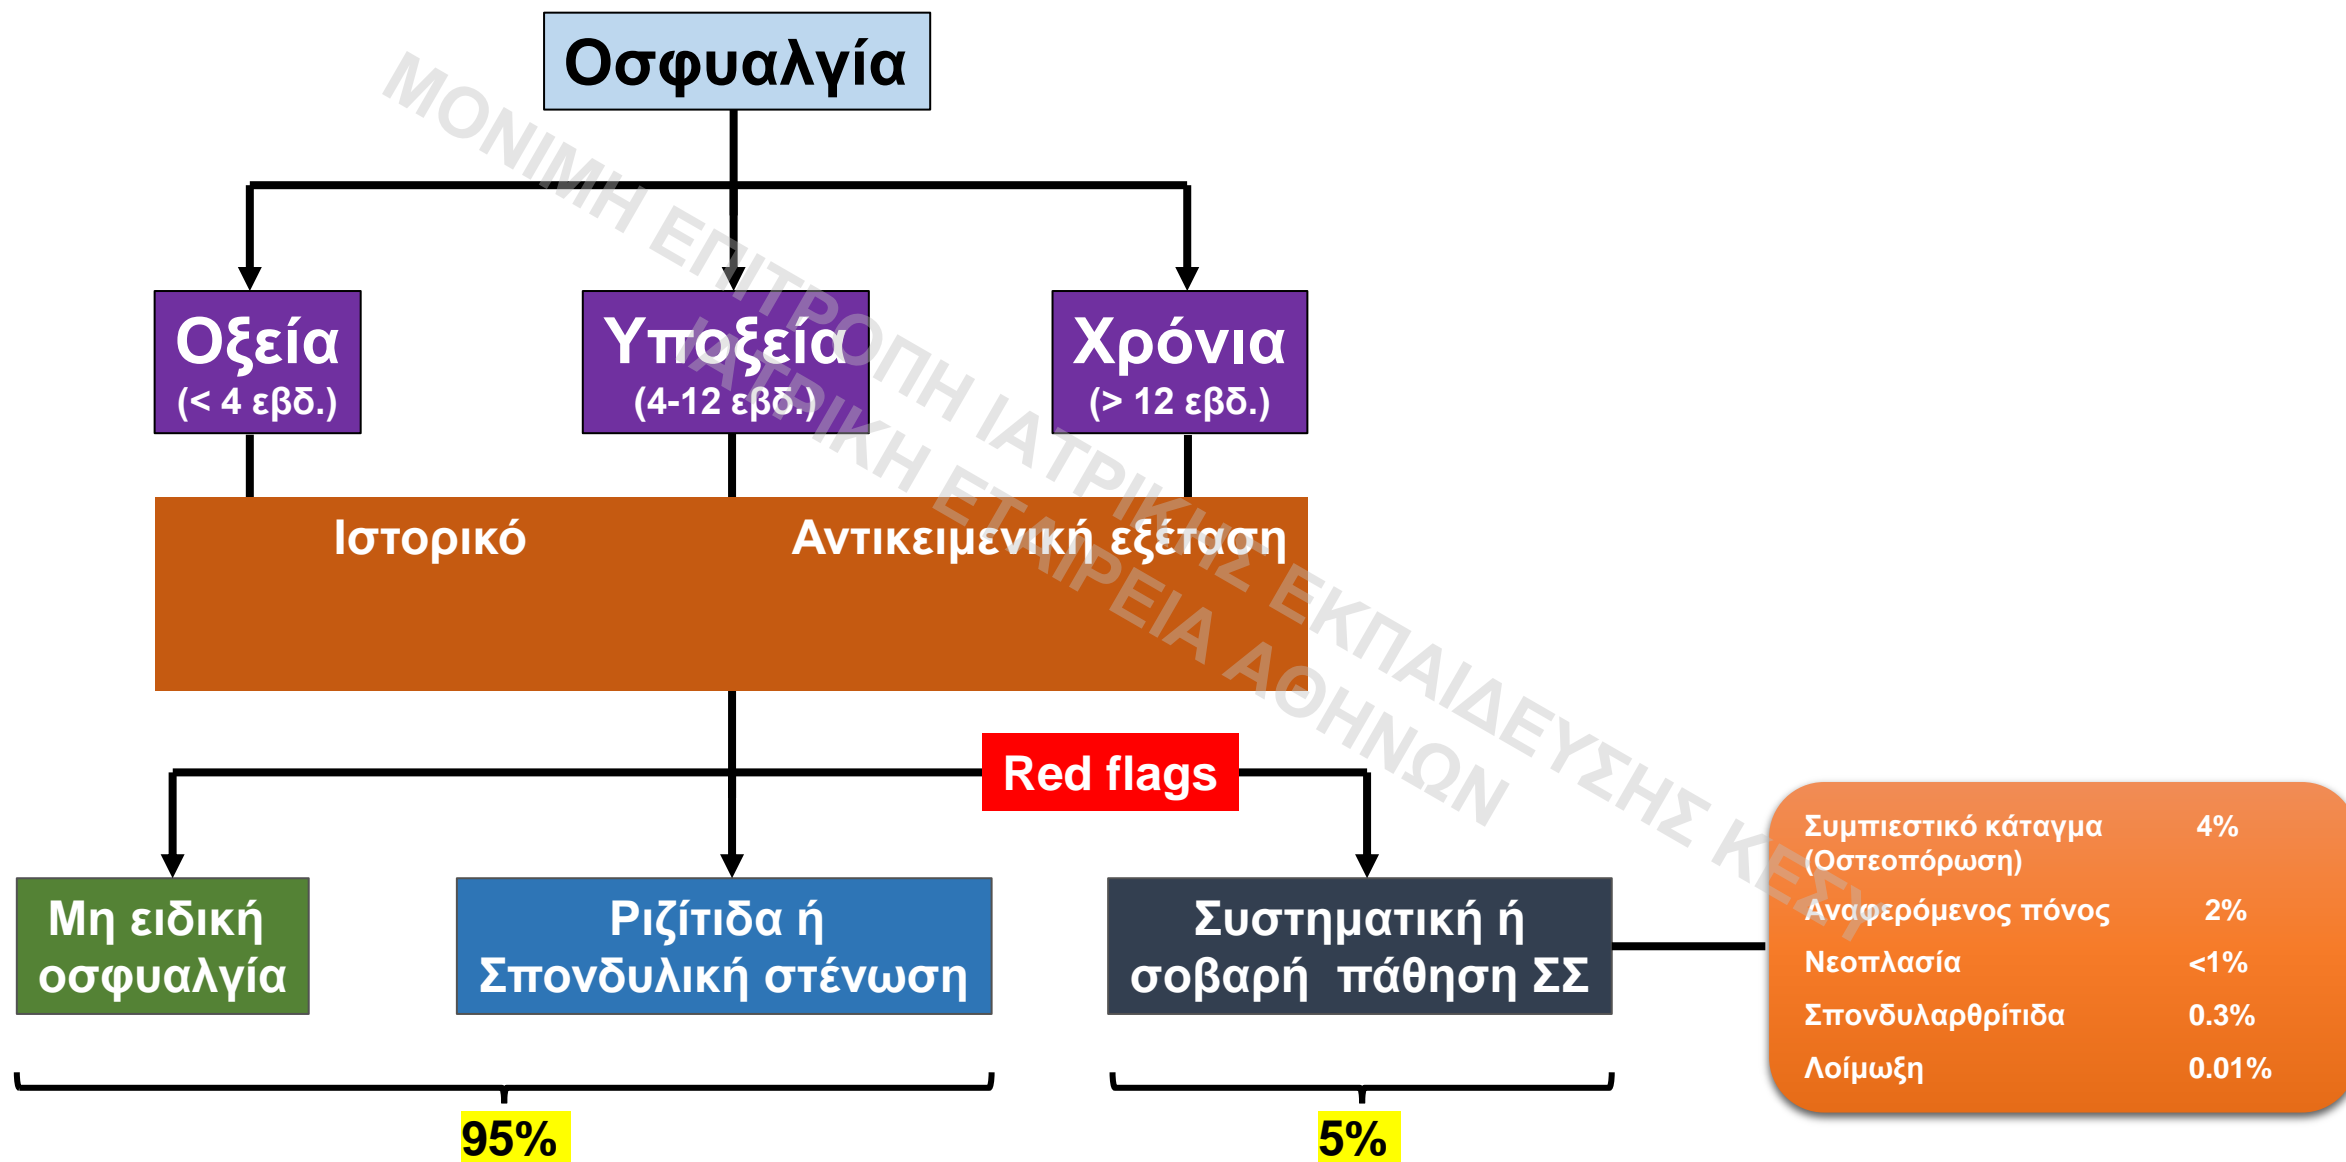 Οσφυαλγία
Οξεία
(< 4 εβδ.)
Υποξεία
(4-12 εβδ.)
Χρόνια
(> 12 εβδ.)
Ιστορικό
Αντικειμενική εξέταση
Red flags
Μη ειδική
οσφυαλγία
Ριζίτιδα ή
Σπονδυλική στένωση
Συστηματική ή
σοβαρή πάθηση ΣΣ
Συμπιεστικό κάταγμα 4%
(Οστεοπόρωση)
Αναφερόμενος πόνος 2%
Νεοπλασία <1%
Σπονδυλαρθρίτιδα 0.3%
Λοίμωξη 0.01%
95%
5%
ΜΟΝΙΜΗ ΕΠΙΤΡΟΠΗ ΙΑΤΡΙΚΗΣ ΕΚΠΑΙΔΕΥΣΗΣ ΚΕΣΥ
ΙΑΤΡΙΚΗ ΕΤΑΙΡΕΙΑ ΑΘΗΝΩΝ